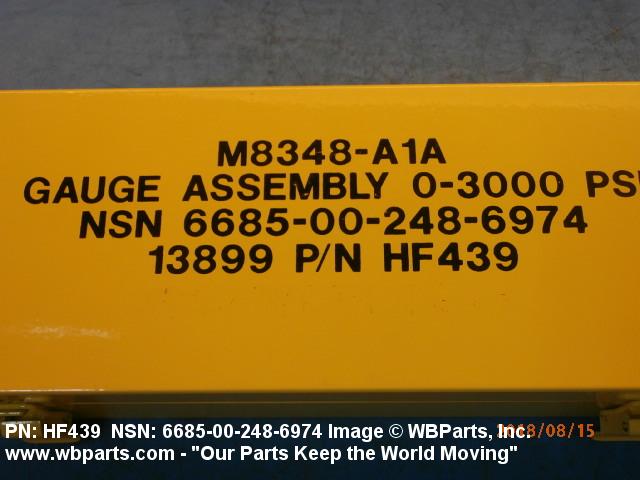 M8348-A1A
GAUGE ASSEMBLY 0-3000 PSI
NSN 6685-00-248-6974
13899 P/N HF439
PN: HF439 NSN: 6685-00-248-6974 Image © WBParts, Inc.
2018/08/15
www.wbparts.com - "Our Parts Keep the World Moving"